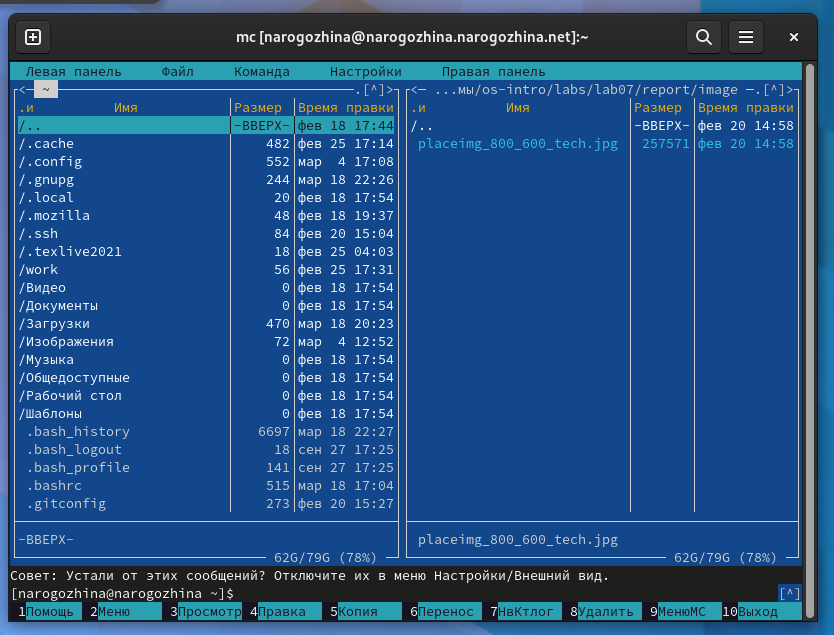 mc [narogozhina@narogozhina.narogozhina.net]:~
Левая панель Файл Команда Настройки Правая панель
<─ ~ .[^]>
.и Имя Размер Время правки
/.. -ВВЕРХ- фев 18 17:44
/.cache 482 фев 25 17:14
/.config 552 мар 4 17:08
/.gnupg 244 мар 18 22:26
/.local 20 фев 18 17:54
/.mozilla 48 фев 18 19:37
/.ssh 84 фев 20 15:04
/.texlive2021 18 фев 25 04:03
/work 56 фев 25 17:31
/Видео 0 фев 18 17:54
/Документы 0 фев 18 17:54
/Загрузки 470 мар 18 20:23
/Изображения 72 мар 4 12:52
/Музыка 0 фев 18 17:54
/Общедоступные 0 фев 18 17:54
/Рабочий стол 0 фев 18 17:54
/Шаблоны 0 фев 18 17:54
.bash_history 6697 мар 18 22:27
.bash_logout 18 сен 27 17:25
.bash_profile 141 сен 27 17:25
.bashrc 515 мар 18 17:04
.gitconfig 273 фев 20 15:27
-ВВЕРХ-
62G/79G (78%)
<─ ...мы/os-intro/labs/lab07/report/image ─.[^]>
.и Имя Размер Время правки
/.. -ВВЕРХ- фев 20 14:58
placeimg_800_600_tech.jpg 257571 фев 20 14:58
placeimg_800_600_tech.jpg
62G/79G (78%)
Совет: Устали от этих сообщений? Отключите их в меню Настройки/Внешний вид.
[narogozhina@narogozhina ~]$ [^]
1Помощь 2Меню 3Просмотр 4Правка 5Копия 6Перенос 7НвКтлог 8Удалить 9МенюМС 10Выход